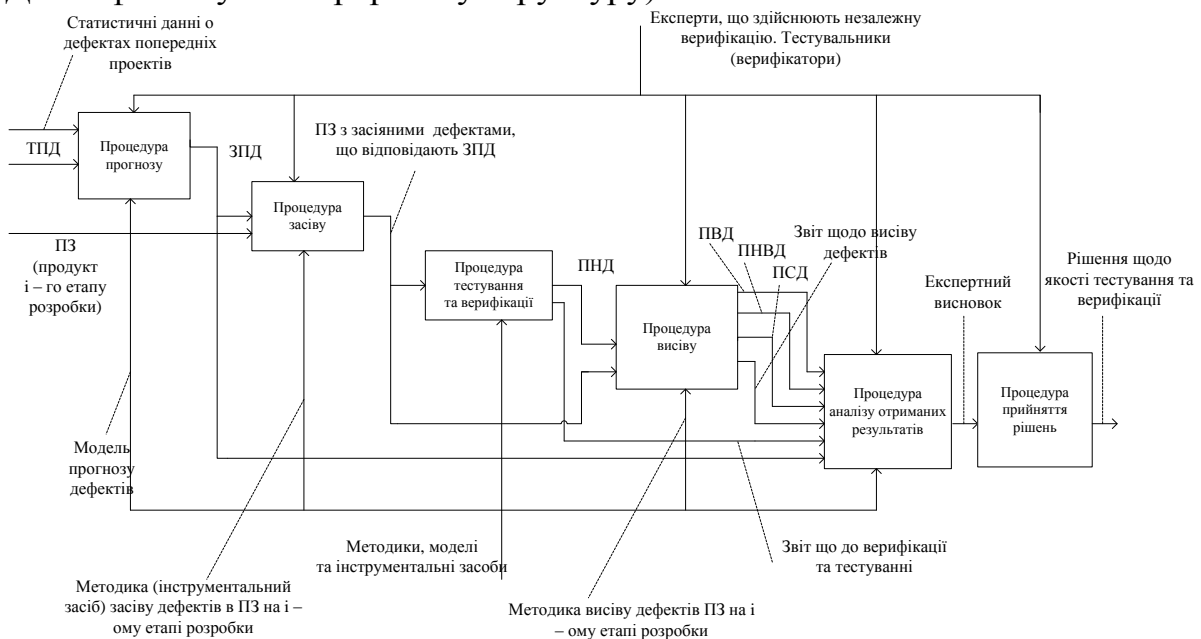 Статистичні данні о
дефектах попередніх
проектів
Експерти, що здійснюють незалежну
верифікацію. Тестувальники
(верифікатори)
ТПД
Процедура
прогнозу
ЗПД
ПЗ з засіяними дефектами,
що відповідають ЗПД
Процедура
засіву
ПЗ
(продукт
і – го етапу
розробки)
Процедура
тестування
та верифікації
ПНД
ПВД
ПНВД
ПСД
Звіт щодо висіву
дефектів
Процедура
висіву
Експертний
висновок
Рішення щодо
якості тестування та
верифікації
Процедура
аналізу отриманих
результатів
Процедура
прийняття
рішень
Модель
прогнозу
дефектів
Методики, моделі
та інструментальні засоби
Звіт що до верифікації
та тестуванні
Методика (інструментальний
засіб) засіву дефектів в ПЗ на і –
ому етапі розробки
Методика висіву дефектів ПЗ на і
– ому етапі розробки